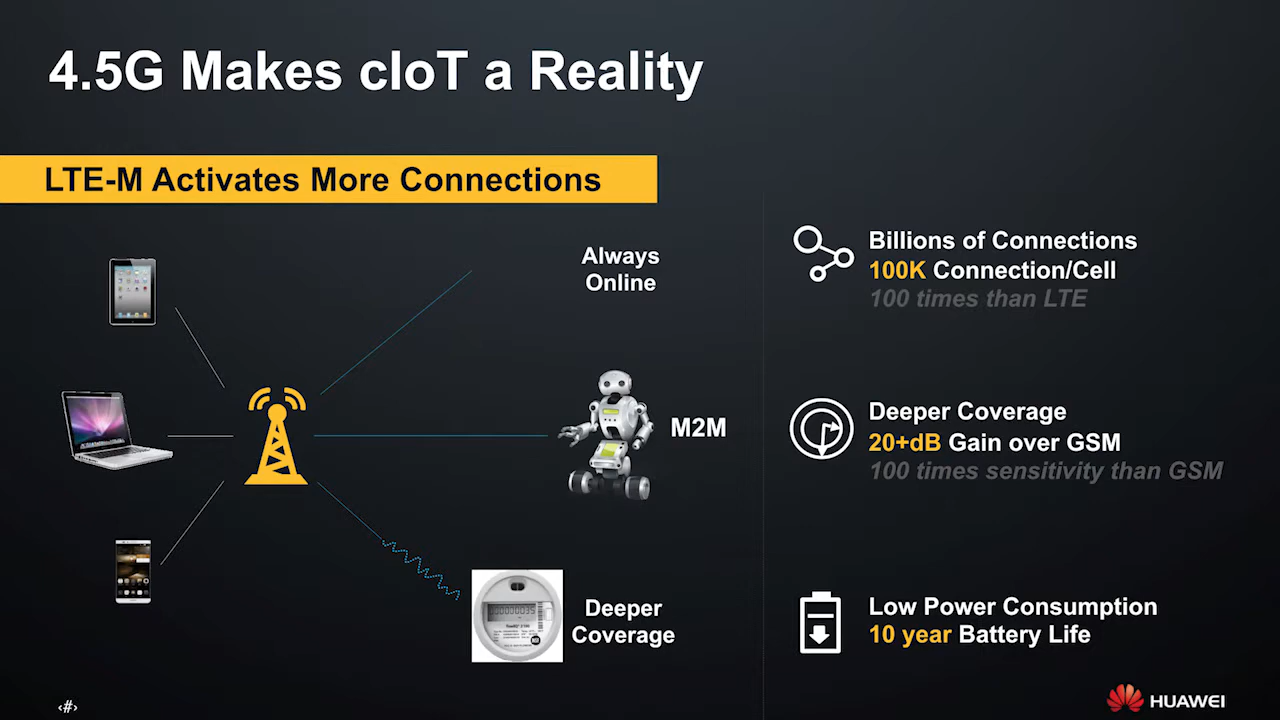 4.5G Makes cIoT a Reality
LTE-M Activates More Connections
Always
Online
M2M
Deeper
Coverage
Billions of Connections
100K Connection/Cell
100 times than LTE
Deeper Coverage
20+dB Gain over GSM
100 times sensitivity than GSM
Low Power Consumption
10 year Battery Life
‹#›
HUAWEI